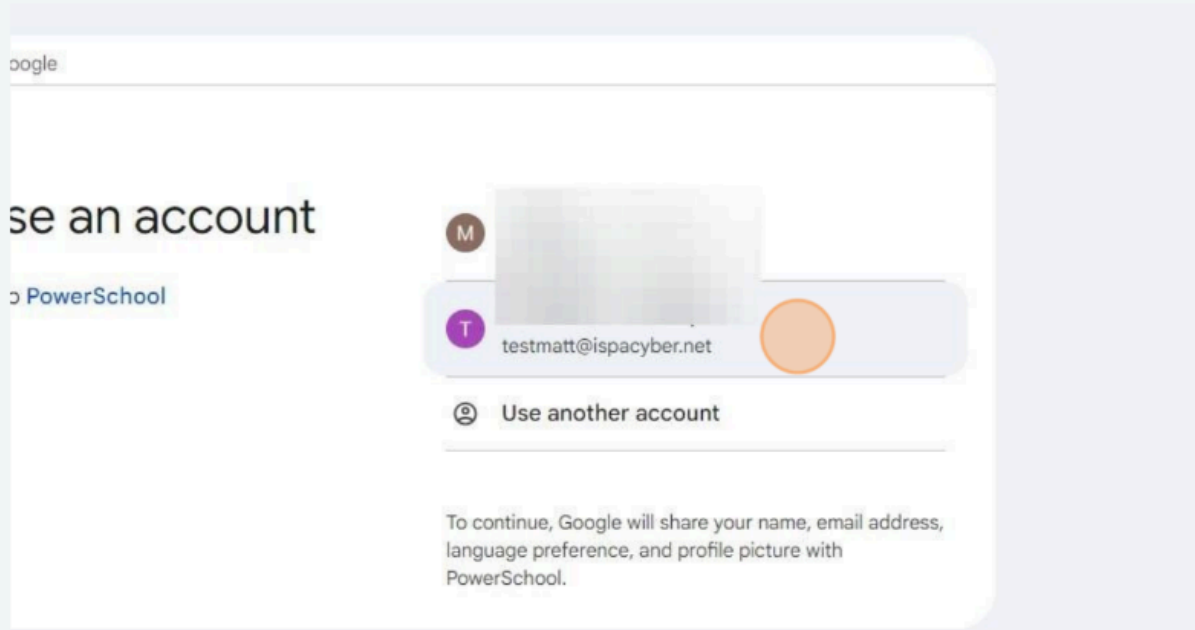 oogle
se an account
o PowerSchool
M
T
testmatt@ispacyber.net
Use another account
To continue, Google will share your name, email address,
language preference, and profile picture with
PowerSchool.